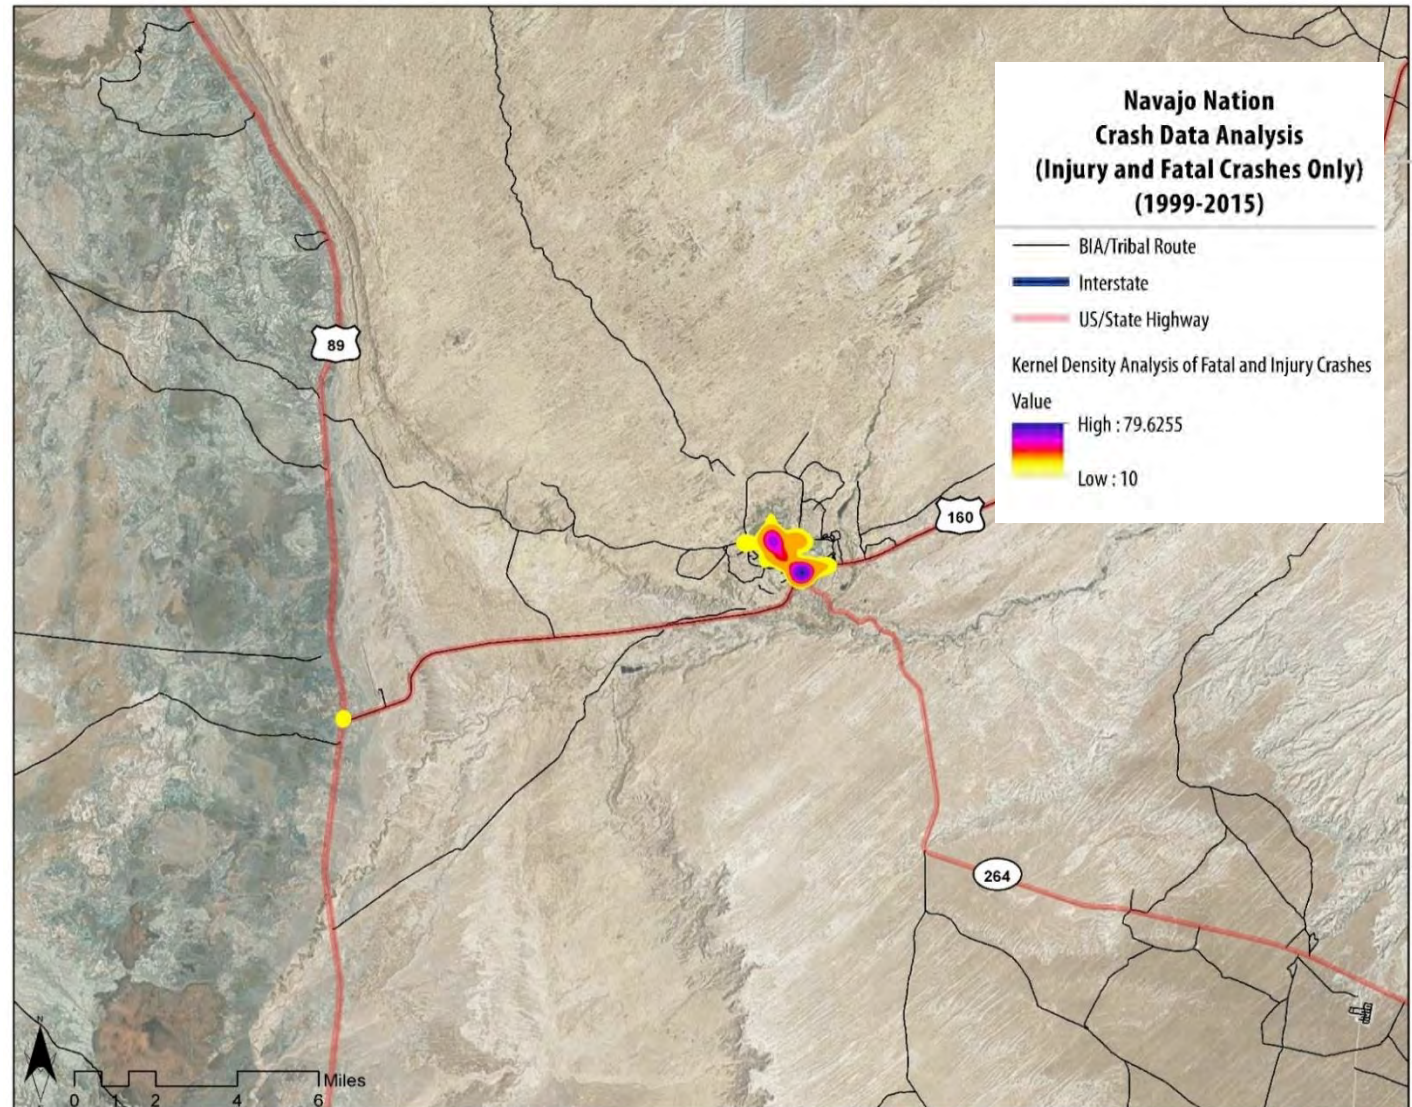 Navajo Nation
Crash Data Analysis
(Injury and Fatal Crashes Only)
(1999-2015)
BIA/Tribal Route
Interstate
US/State Highway
Kernel Density Analysis of Fatal and Injury Crashes
Value
High : 79.6255
Low : 10
89
160
264
N
Miles
0 1 2 4 6